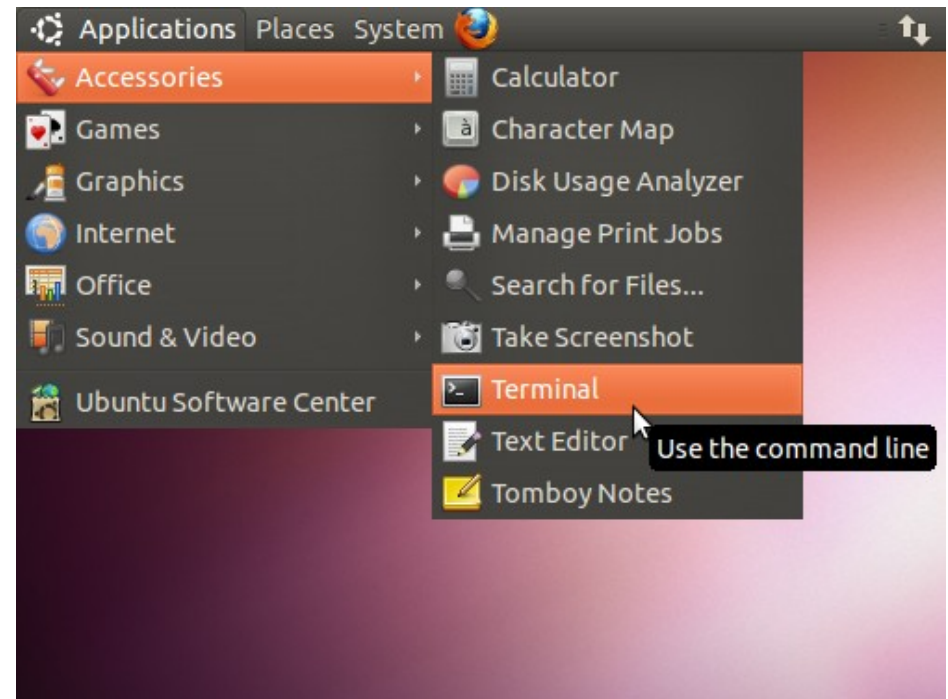 Applications Places System
Accessories
Games
Graphics
Internet
Office
Sound & Video
Ubuntu Software Center
Calculator
à Character Map
Disk Usage Analyzer
Manage Print Jobs
Search for Files...
Take Screenshot
>_ Terminal
Text Editor
Use the command line
Tomboy Notes